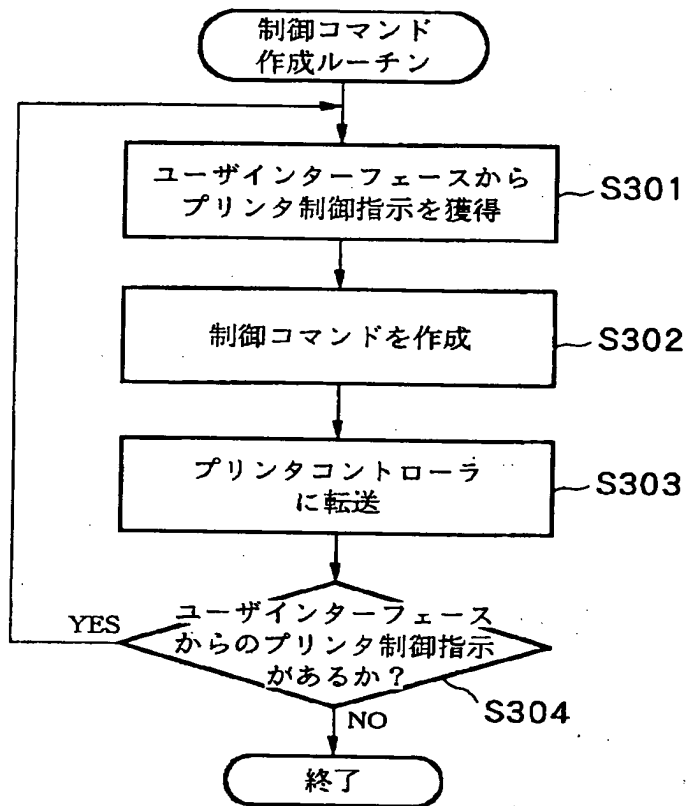 制御コマンド
作成ルーチン
ユーザインターフェースから
プリンタ制御指示を獲得
S301
制御コマンドを作成
S302
プリンタコントローラ
に転送
S303
YES
ユーザインターフェース
からのプリンタ制御指示
があるか？
S304
NO
終了